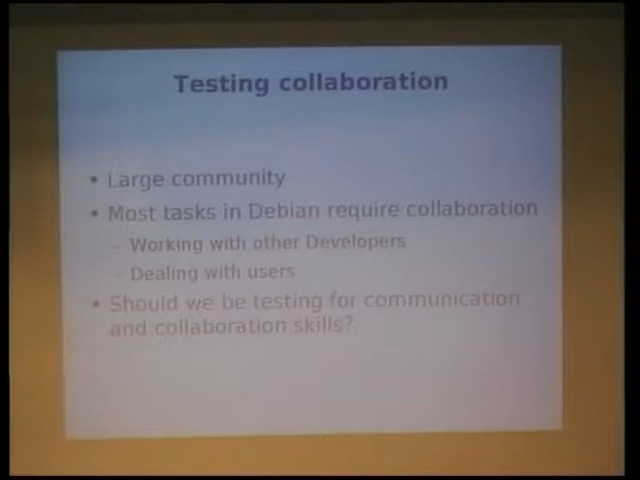 Testing collaboration
• Large community
• Most tasks in Debian require collaboration
– Working with other Developers
– Dealing with users
• Should we be testing for communication
and collaboration skills?